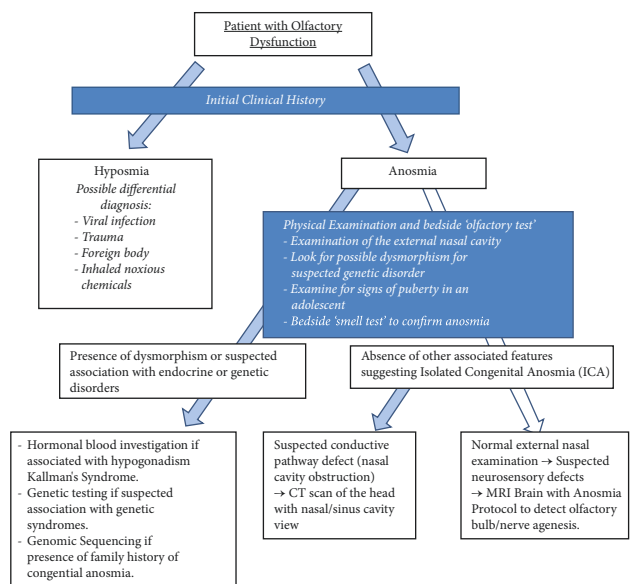 Patient with Olfactory
Dysfunction
Initial Clinical History
Hyposmia
Possible differential
diagnosis:
- Viral infection
- Trauma
- Foreign body
- Inhaled noxious
chemicals
Anosmia
Physical Examination and bedside ‘olfactory test’
- Examination of the external nasal cavity
- Look for possible dysmorphism for
suspected genetic disorder
- Examine for signs of puberty in an
adolescent
- Bedside ‘smell test’ to confirm anosmia
Presence of dysmorphism or suspected
association with endocrine or genetic
disorders
Absence of other associated features
suggesting Isolated Congenital Anosmia (ICA)
- Hormonal blood investigation if
associated with hypogonadism
Kallman's Syndrome.
- Genetic testing if suspected
association with genetic
syndromes.
- Genomic Sequencing if
presence of family history of
congential anosmia.
Suspected conductive
pathway defect (nasal
cavity obstruction)
→ CT scan of the head
with nasal/sinus cavity
view
Normal external nasal
examination → Suspected
neurosensory defects
→ MRI Brain with Anosmia
Protocol to detect olfactory
bulb/nerve agenesis.